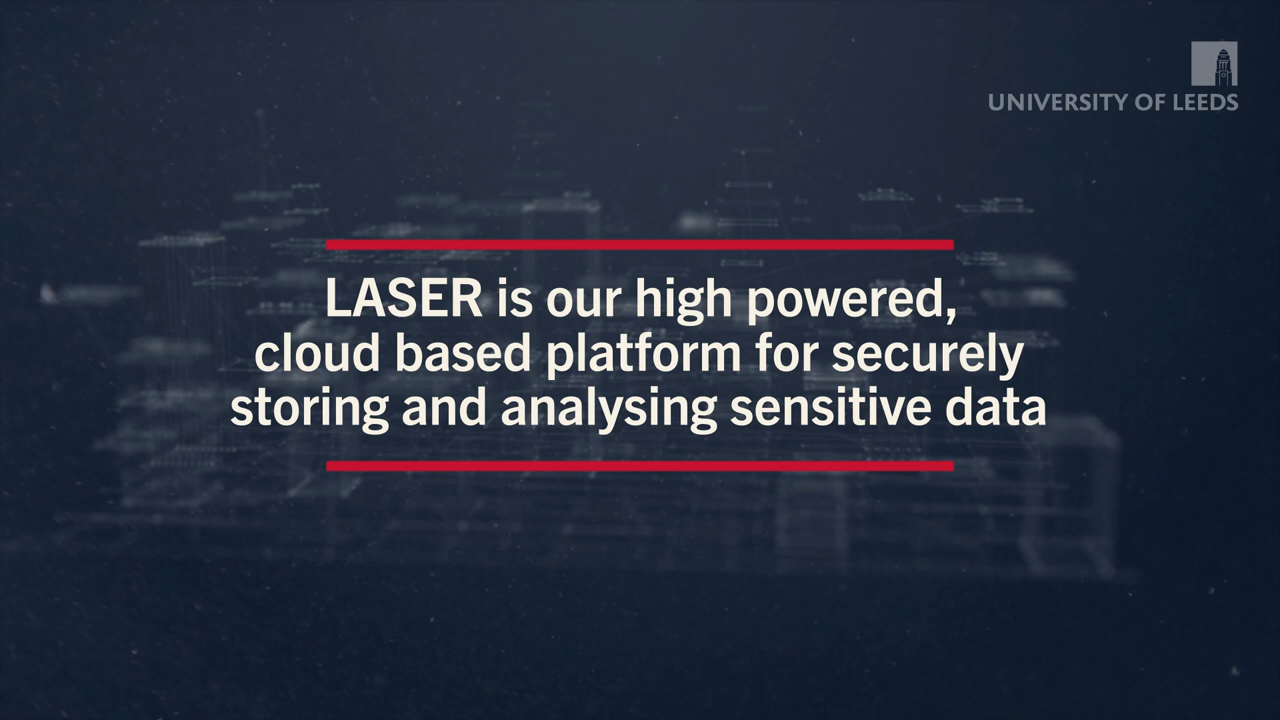 UNIVERSITY OF LEEDS
LASER is our high powered,
cloud based platform for securely
storing and analysing sensitive data